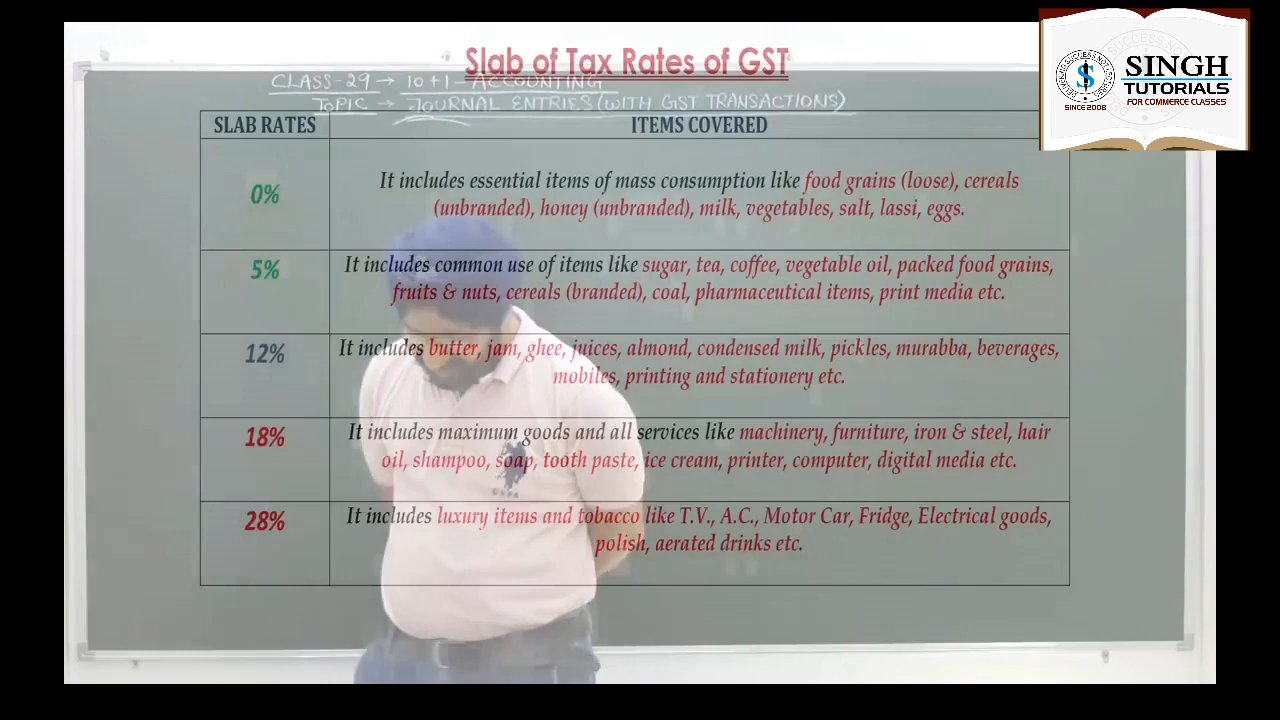 Slab of Tax Rates of GST
CLASS-29 → 10+1 - ACCOUNTING
TOPIC → JOURNAL ENTRIES (WITH GST TRANSACTIONS)
SLAB RATES ITEMS COVERED
0% It includes essential items of mass consumption like food grains (loose), cereals
(unbranded), honey (unbranded), milk, vegetables, salt, lassi, eggs.
5% It includes common use of items like sugar, tea, coffee, vegetable oil, packed food grains,
fruits & nuts, cereals (branded), coal, pharmaceutical items, print media etc.
12% It includes butter, jam, ghee, juices, almond, condensed milk, pickles, murabba, beverages,
mobiles, printing and stationery etc.
18% It includes maximum goods and all services like machinery, furniture, iron & steel, hair
oil, shampoo, soap, tooth paste, ice cream, printer, computer, digital media etc.
28% It includes luxury items and tobacco like T.V., A.C., Motor Car, Fridge, Electrical goods,
polish, aerated drinks etc.
SINGH
TUTORIALS
FOR COMMERCE CLASSES
SINCE 2008